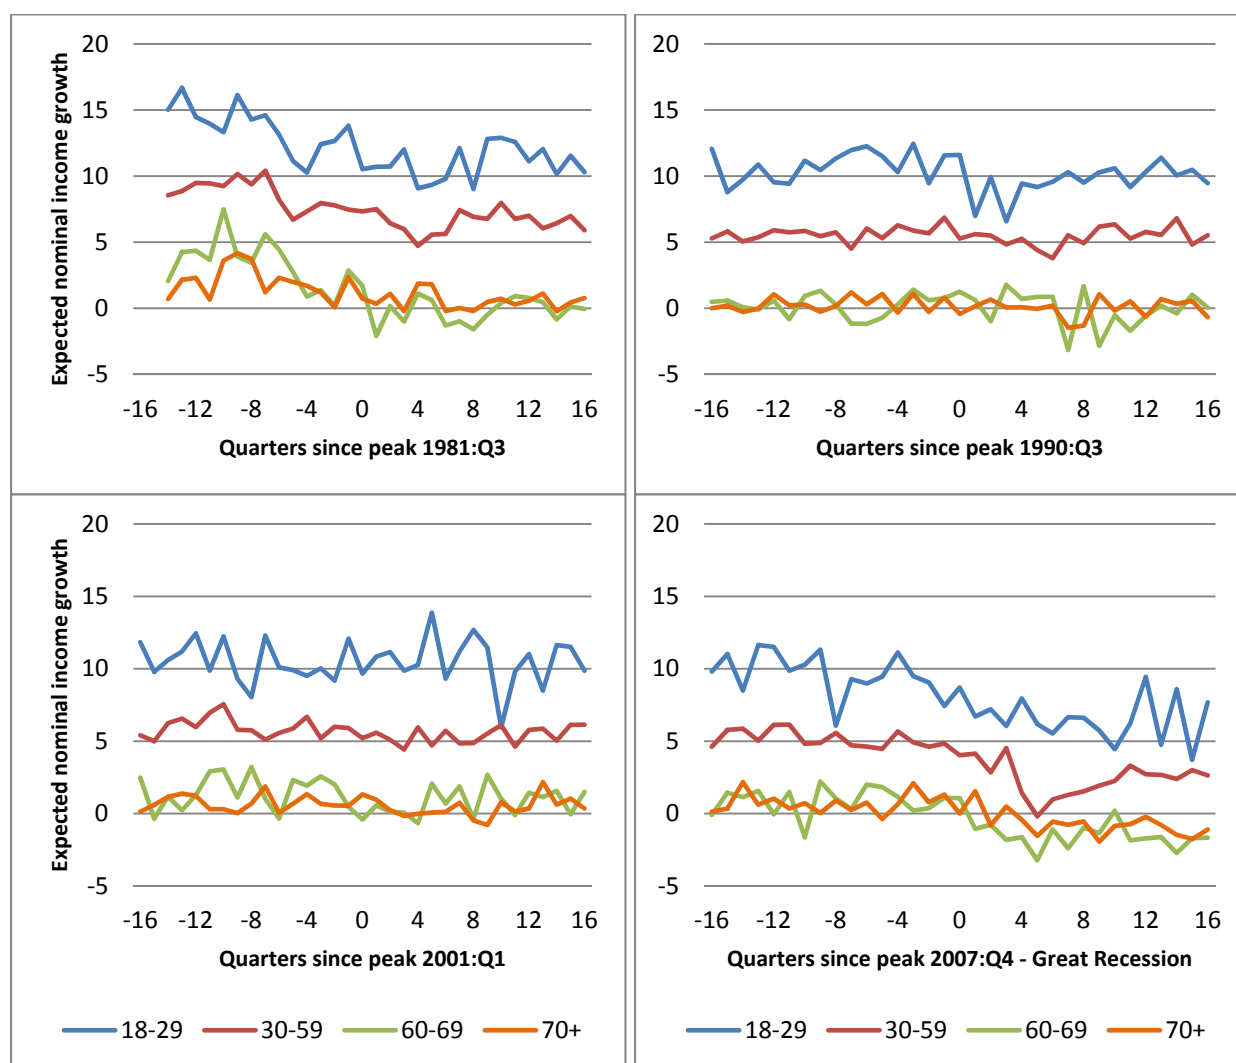 20
15
10
5
0
-5
Expected nominal income growth
-16 -12 -8 -4 0 4 8 12 16
Quarters since peak 1981:Q3
20
15
10
5
0
-5
-16 -12 -8 -4 0 4 8 12 16
Quarters since peak 1990:Q3
20
15
10
5
0
-5
Expected nominal income growth
-16 -12 -8 -4 0 4 8 12 16
Quarters since peak 2001:Q1
18-29 30-59 60-69 70+
20
15
10
5
0
-5
-16 -12 -8 -4 0 4 8 12 16
Quarters since peak 2007:Q4 - Great Recession
18-29 30-59 60-69 70+